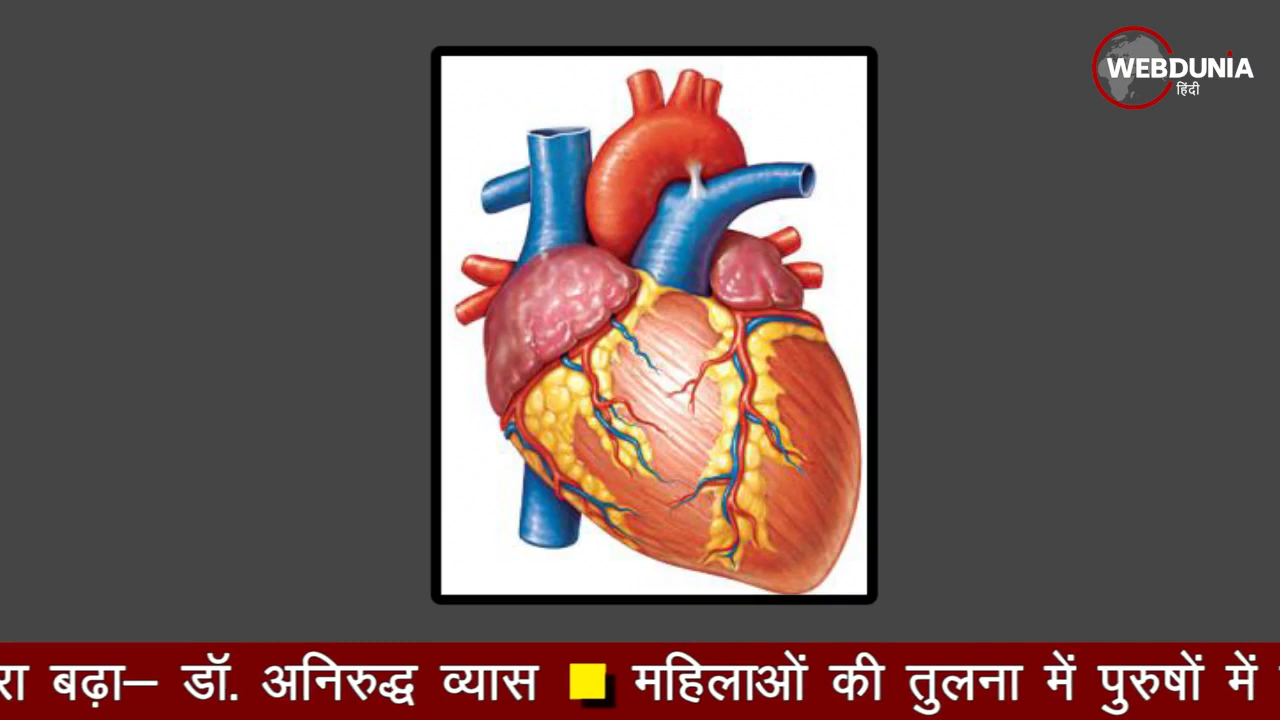 WEBDUNIA
हिंदी
बढ़ा– डॉ. अनिरुद्ध व्यास ■ महिलाओं की तुलना में पुरुषों में